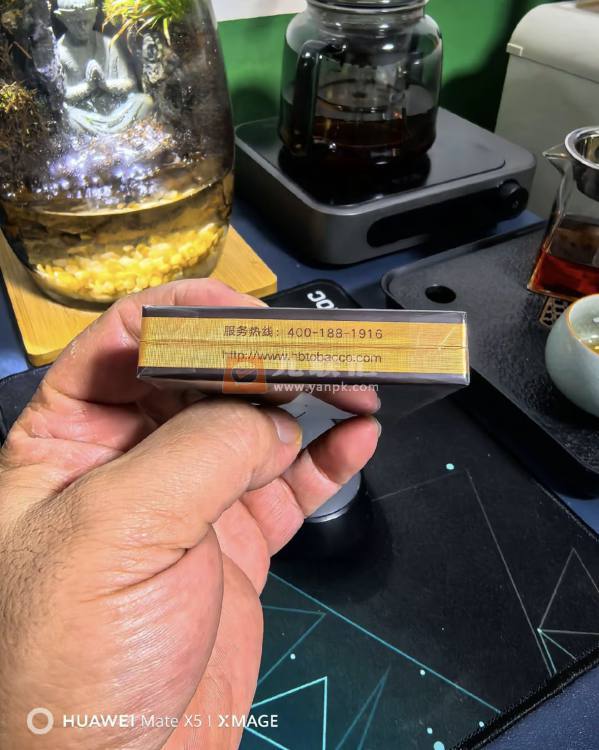 服务热线：400-188-1916
http://www.hbtobacco.com
www.yanpk.com
HUAWEI Mate X5 | XMAGE